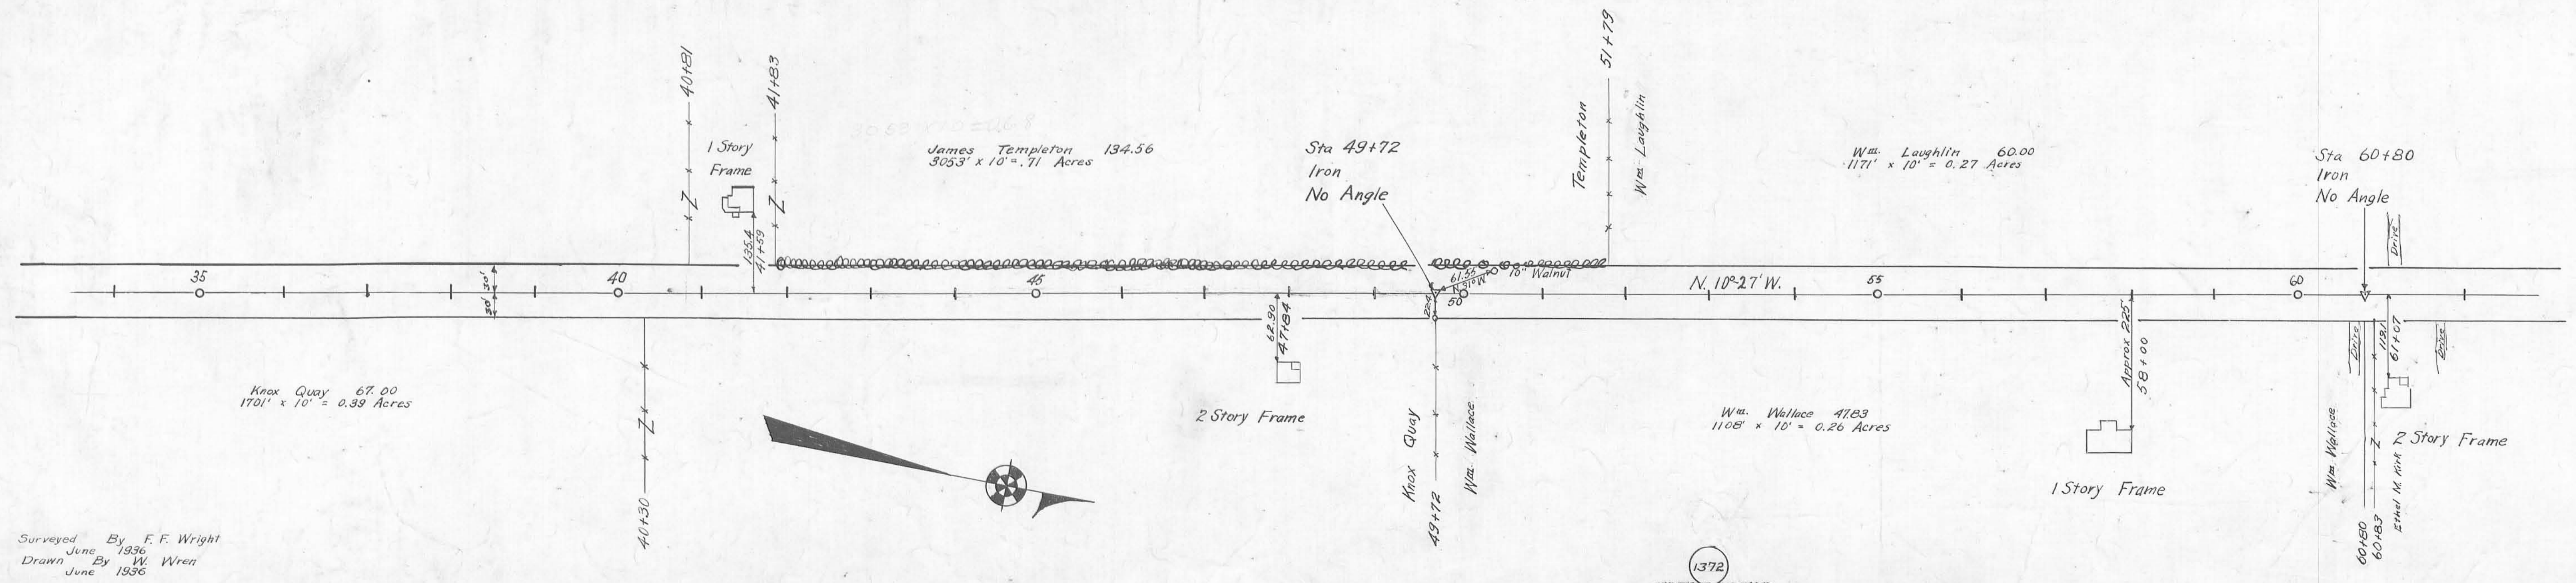 40+81
41+83
1 Story
Frame
135.4
41+59
James Templeton 134.56
3053' x 10' = .71 Acres
Sta 49+72
Iron
No Angle
51+79
Templeton
Wm. Laughlin
Wm. Laughlin 60.00
1171' x 10' = 0.27 Acres
Sta 60+80
Iron
No Angle
Drive
35
40
45
50
55
60
30'
30'
61.55
10" Walnut
N. 10°-27' W.
62.90
47+84
2 Story Frame
Knox Quay 67.00
1701' x 10' = 0.39 Acres
40+30
Knox Quay
49+72
Wm. Wallace
Wm. Wallace 47.83
1108' x 10' = 0.26 Acres
Approx 225'
58+00
1 Story Frame
Drive
61+07
Drive
2 Story Frame
Wm. Wallace
60+80
60+83
Ethel M. Kirk
Surveyed By F. F. Wright
June 1936
Drawn By W. Wren
June 1936
1372